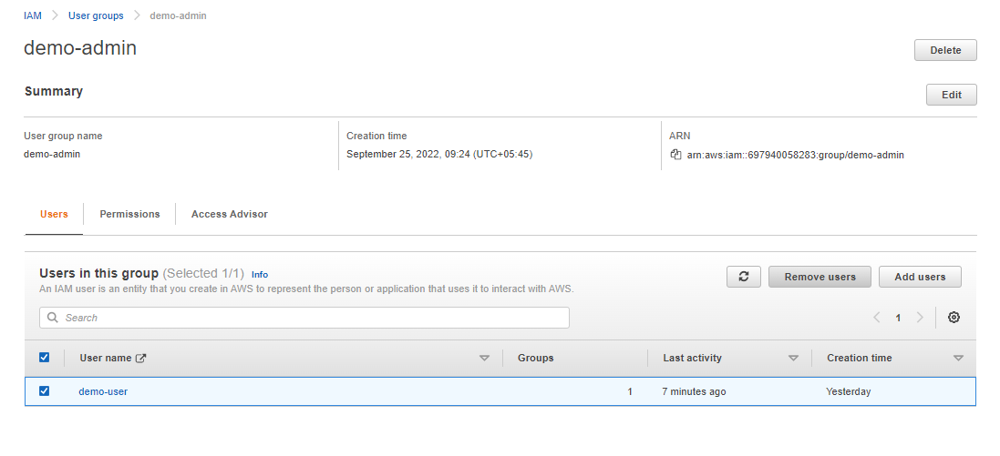 IAM User groups demo-admin
demo-admin
Delete
Summary
Edit
User group name
Creation time
ARN
demo-admin
September 25, 2022, 09:24 (UTC+05:45)
arn:aws:iam::697940058283:group/demo-admin
Users Permissions Access Advisor
Users in this group (Selected 1/1) Info
An IAM user is an entity that you create in AWS to represent the person or application that uses it to interact with AWS.
Remove users
Add users
Search
1
User name Groups Last activity Creation time
demo-user 1 7 minutes ago Yesterday